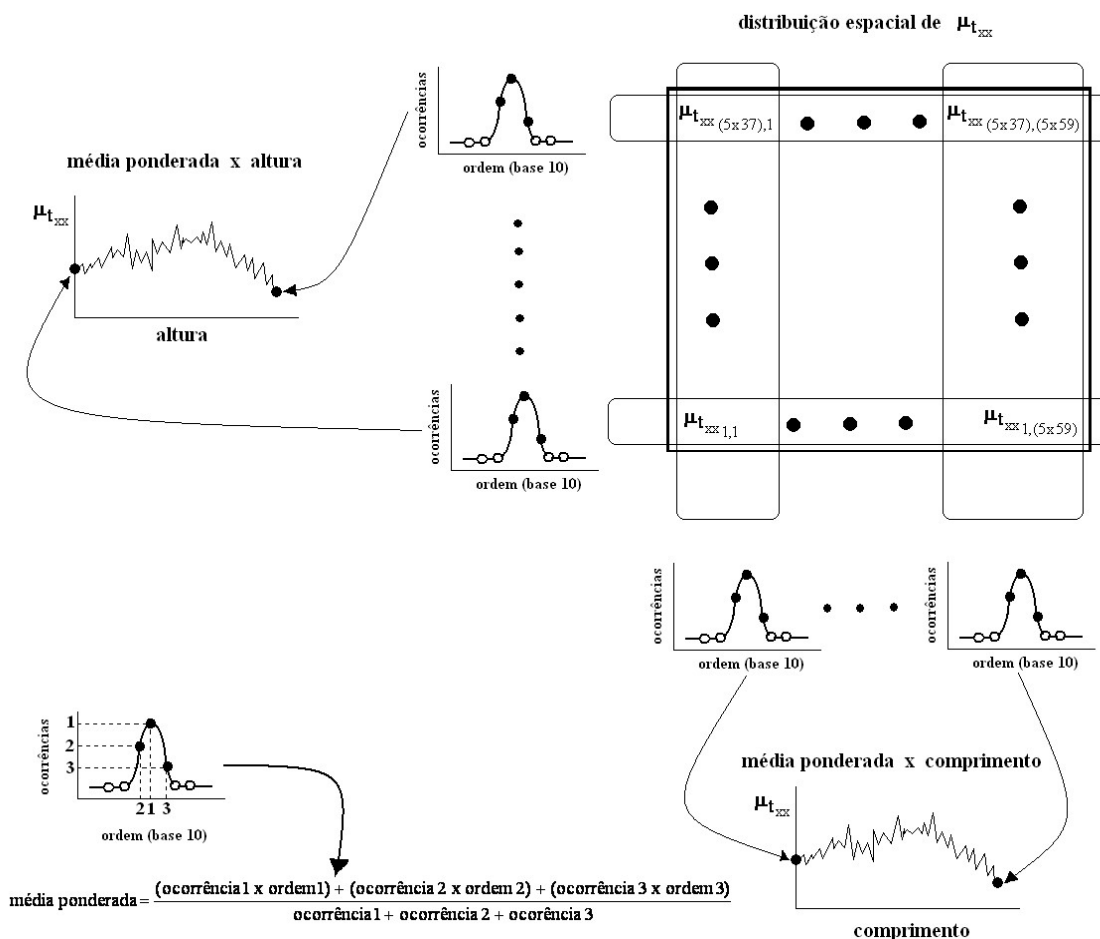 distribuição espacial de μtxx
ocorrências
ordem (base 10)
μtxx (5x37),1
μtxx (5x37),(5x59)
média ponderada x altura
μtxx
altura
ocorrências
ordem (base 10)
μtxx 1,1
μtxx 1,(5x59)
ocorrências
ordem (base 10)
ocorrências
ordem (base 10)
ocorrências
1
2
3
2 1 3
ordem (base 10)
média ponderada x comprimento
μtxx
comprimento
média ponderada = (ocorrência 1 x ordem 1) + (ocorrência 2 x ordem 2) + (ocorrência 3 x ordem 3)
ocorrência 1 + ocorrência 2 + ocorência 3